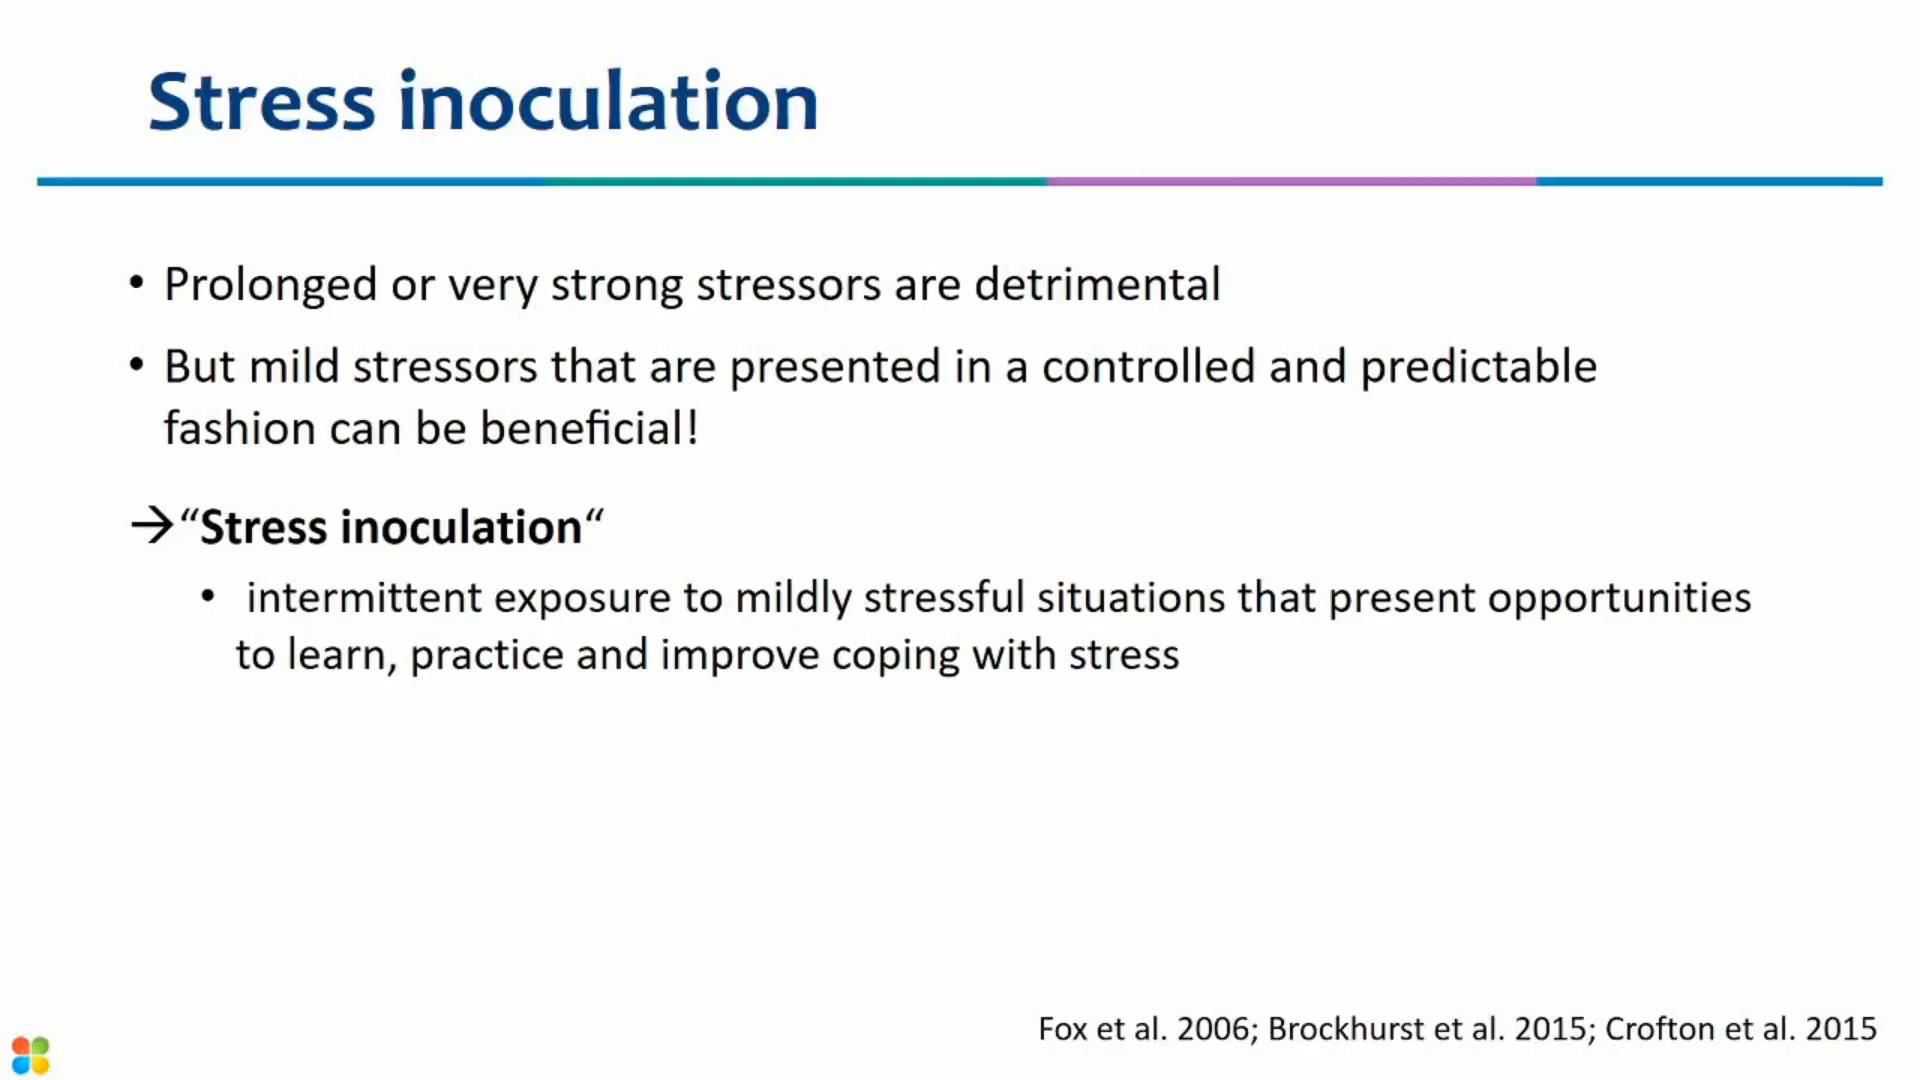 Stress inoculation
• Prolonged or very strong stressors are detrimental
• But mild stressors that are presented in a controlled and predictable
fashion can be beneficial!
→“Stress inoculation“
• intermittent exposure to mildly stressful situations that present opportunities
to learn, practice and improve coping with stress
Fox et al. 2006; Brockhurst et al. 2015; Crofton et al. 2015